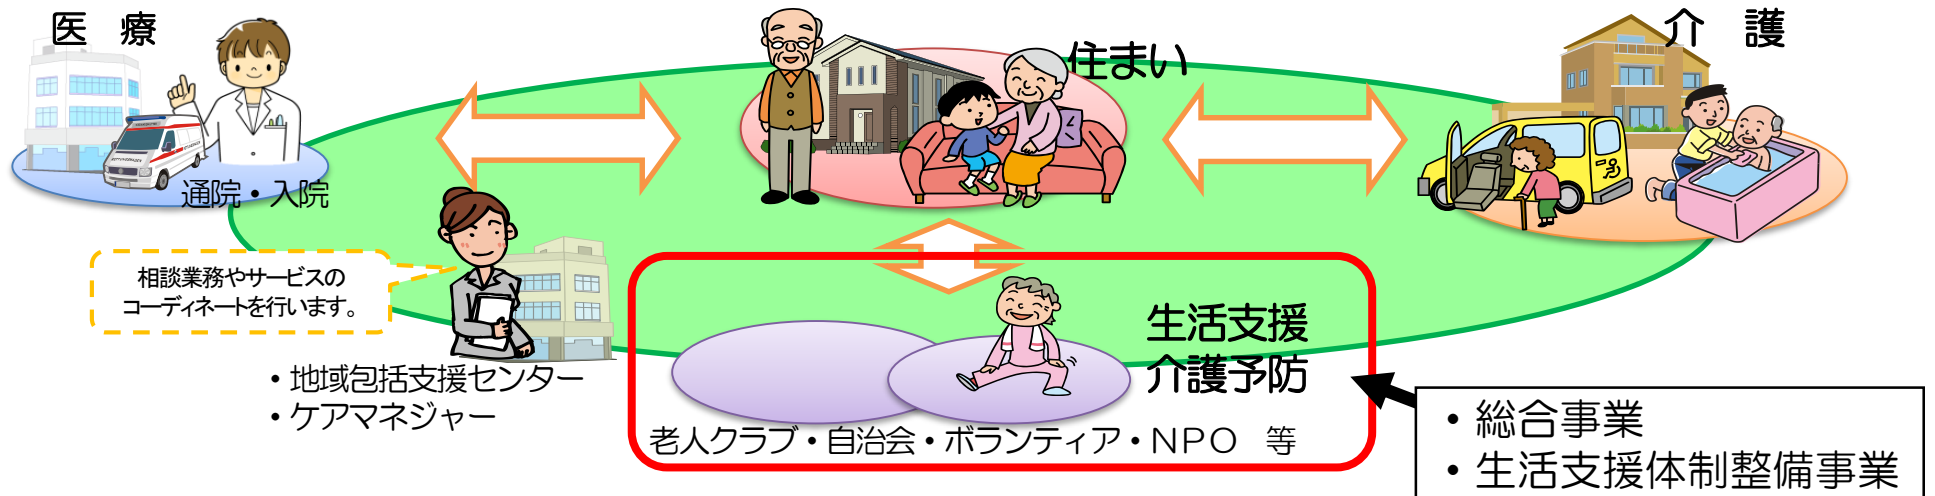 医　療
住まい
介　護
通院・入院
相談業務やサービスの
コーディネートを行います。
・地域包括支援センター
・ケアマネジャー
生活支援
介護予防
老人クラブ・自治会・ボランティア・ＮＰＯ　等
・総合事業
・生活支援体制整備事業